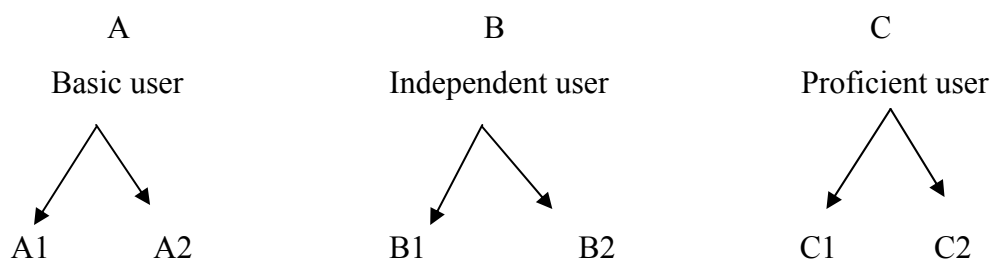 A B C
Basic user Independent user Proficient user
A1 A2 B1 B2 C1 C2